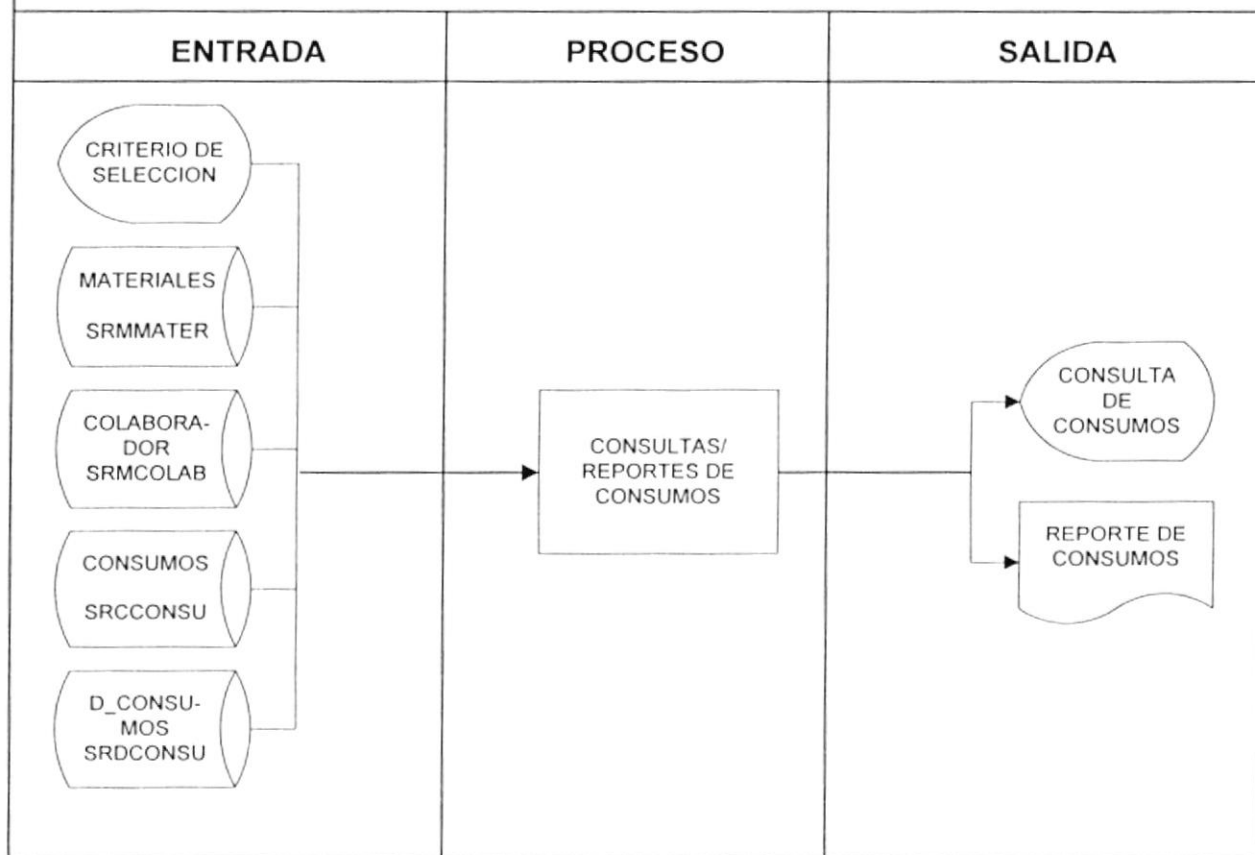 ENTRADA
PROCESO
SALIDA
CRITERIO DE
SELECCION
MATERIALES
SRMMATER
COLABORA-
DOR
SRMCOLAB
CONSUMOS
SRCCONSU
D_CONSU-
MOS
SRDCONSU
CONSULTAS/
REPORTES DE
CONSUMOS
CONSULTA
DE
CONSUMOS
REPORTE DE
CONSUMOS